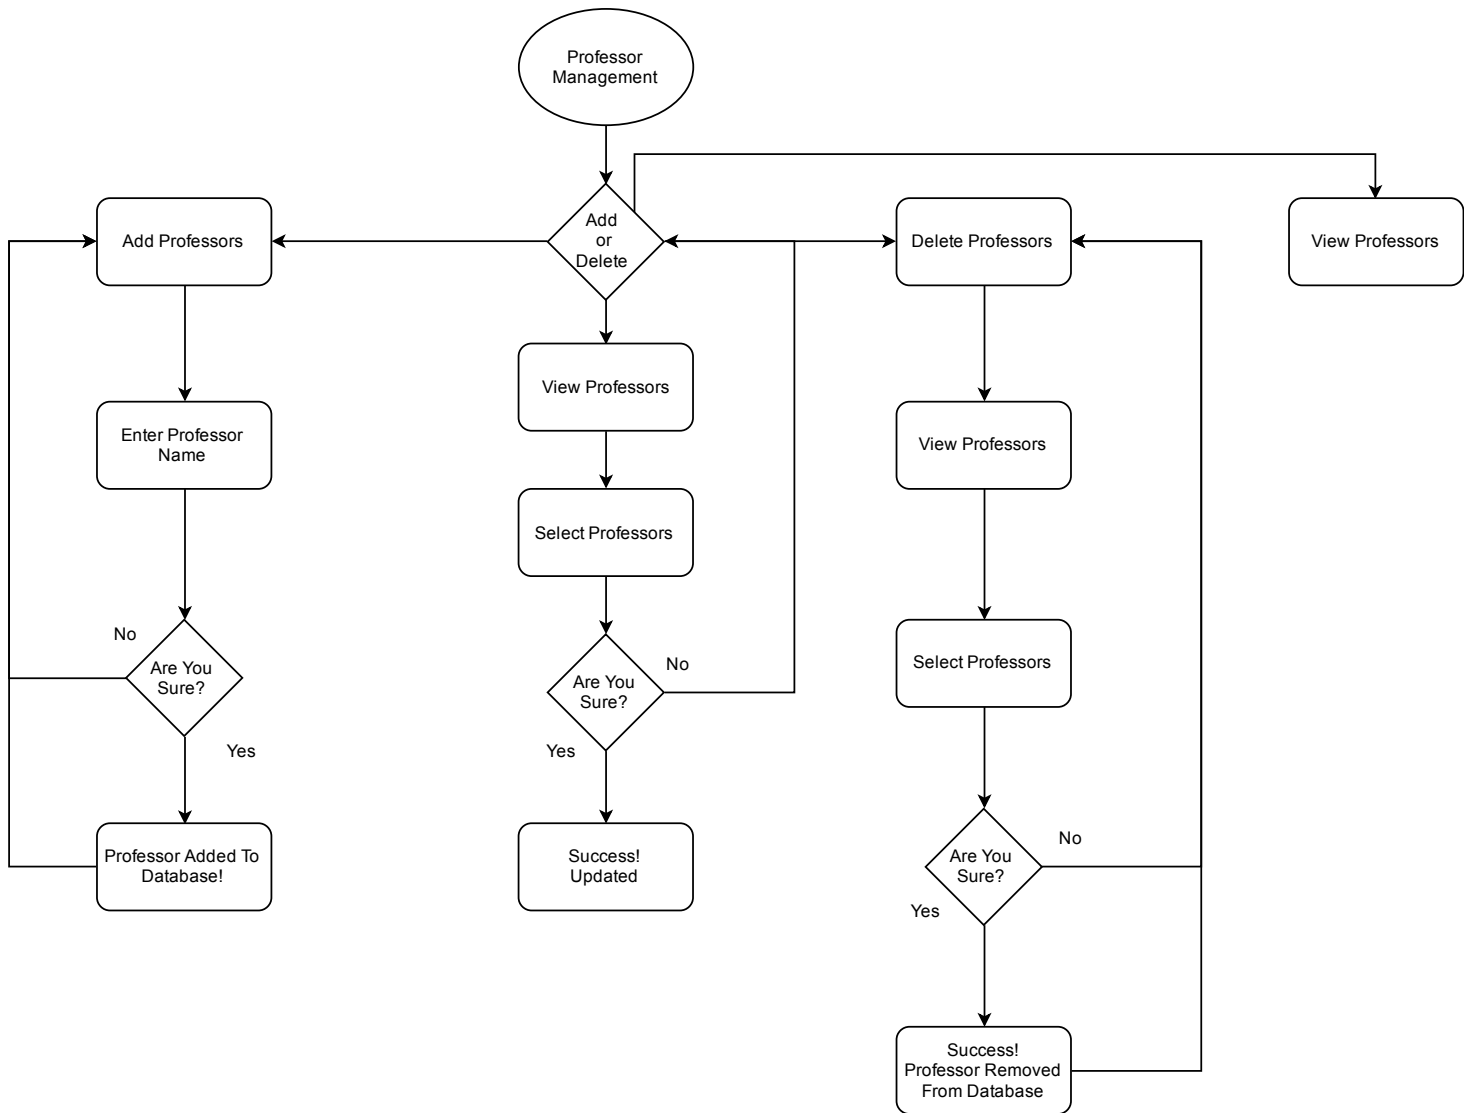 Professor
Management
Add
or
Delete
Add Professors
Delete Professors
View Professors
View Professors
Enter Professor
Name
View Professors
Select Professors
No
Are You
Sure?
Yes
Select Professors
No
Are You
Sure?
Yes
Professor Added To
Database!
Success!
Updated
No
Are You
Sure?
Yes
Success!
Professor Removed
From Database